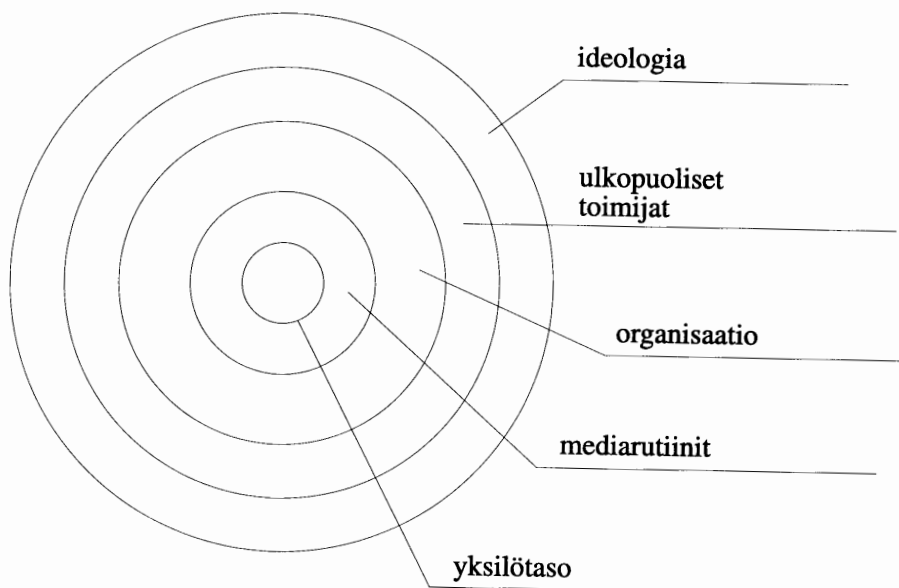 ideologia
ulkopuoliset
toimijat
organisaatio
mediarutiinit
yksilötaso